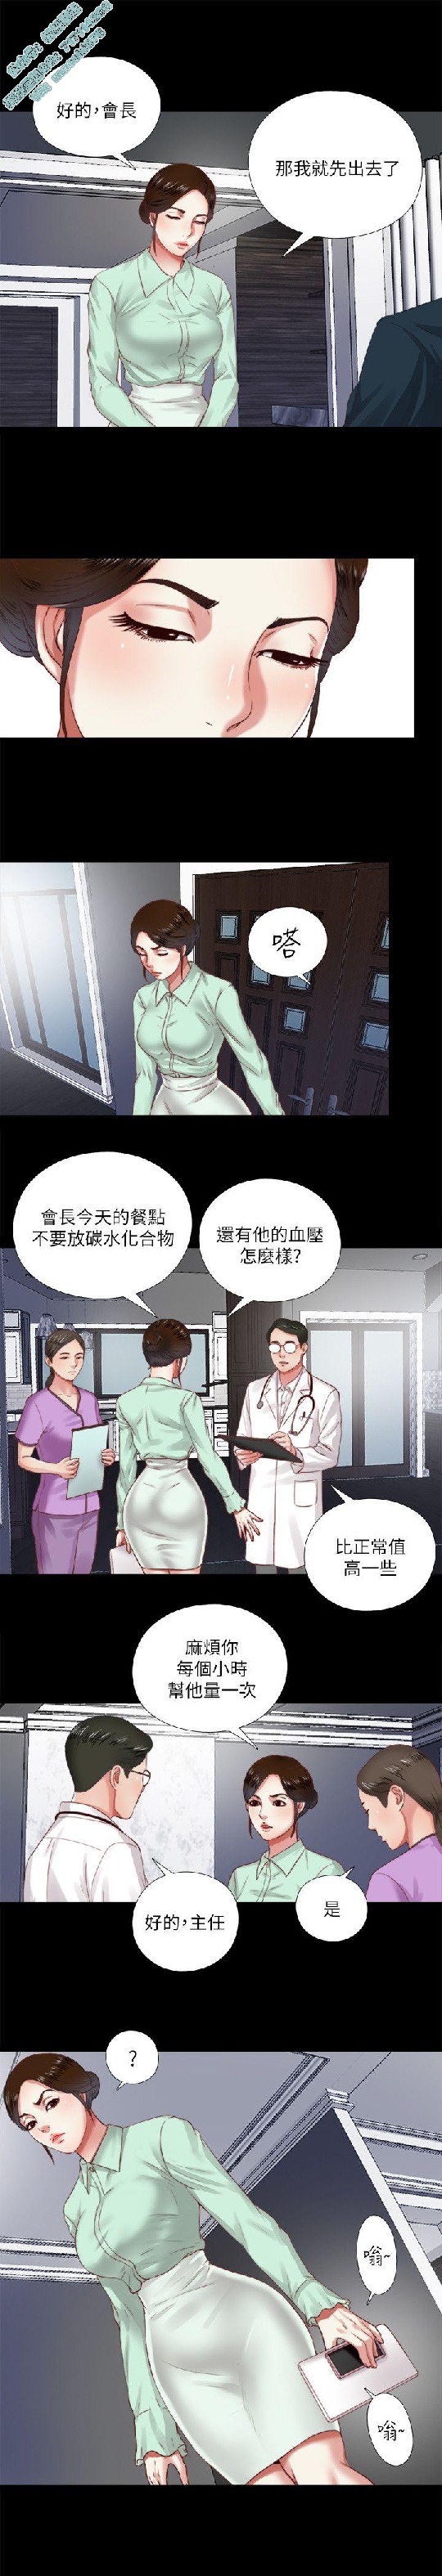 好的，會長
那我就先出去了
嗒
會長今天的餐點
不要放碳水化合物
還有他的血壓
怎麼樣?
比正常值
高一些
麻煩你
每個小時
幫他量一次
好的，主任
是
?
嗡~
嗡~